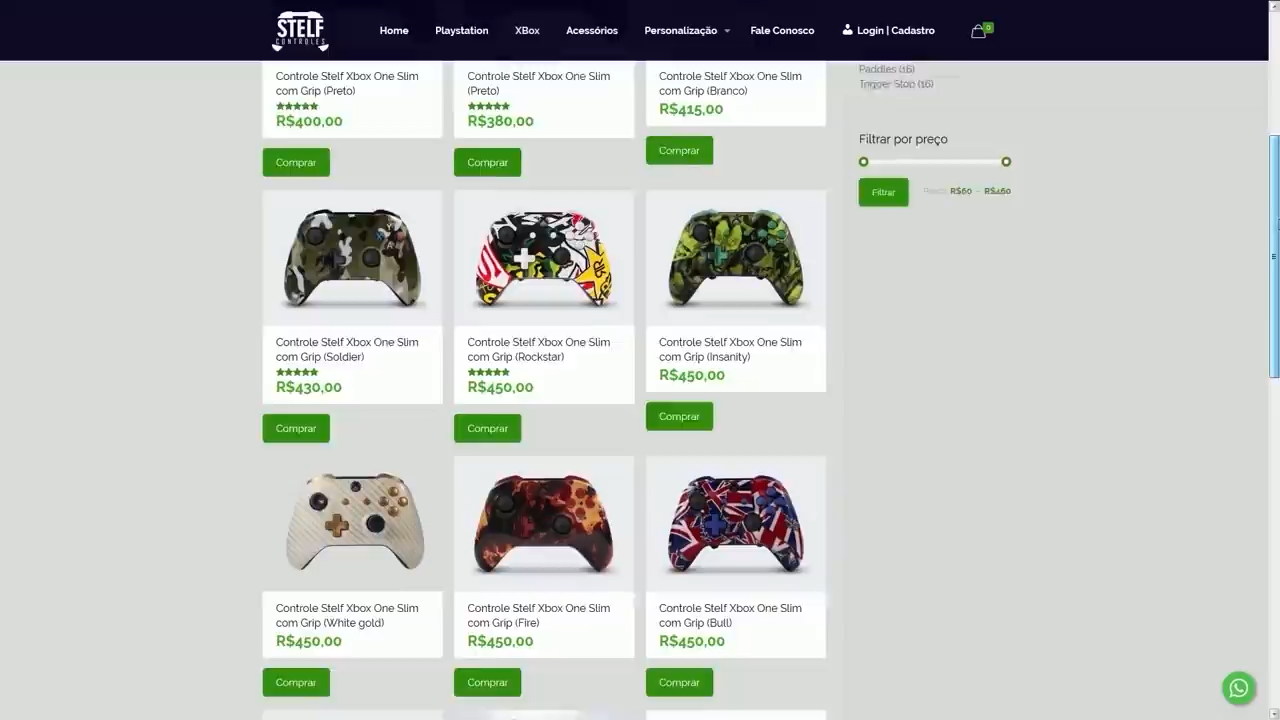 STELF
CONTROLES
Home
Playstation
XBox
Acessórios
Personalização
Fale Conosco
Login | Cadastro
0
Controle Stelf Xbox One Slim
com Grip (Preto)
R$400,00
Comprar
Controle Stelf Xbox One Slim
(Preto)
R$380,00
Comprar
Controle Stelf Xbox One Slim
com Grip (Branco)
R$415,00
Comprar
Paddles (16)
Trigger Stop (16)
Filtrar por preço
Filtrar
Preço: R$60 — R$460
Controle Stelf Xbox One Slim
com Grip (Soldier)
R$430,00
Comprar
Controle Stelf Xbox One Slim
com Grip (Rockstar)
R$450,00
Comprar
Controle Stelf Xbox One Slim
com Grip (Insanity)
R$450,00
Comprar
Controle Stelf Xbox One Slim
com Grip (White gold)
R$450,00
Comprar
Controle Stelf Xbox One Slim
com Grip (Fire)
R$450,00
Comprar
Controle Stelf Xbox One Slim
com Grip (Bull)
R$450,00
Comprar